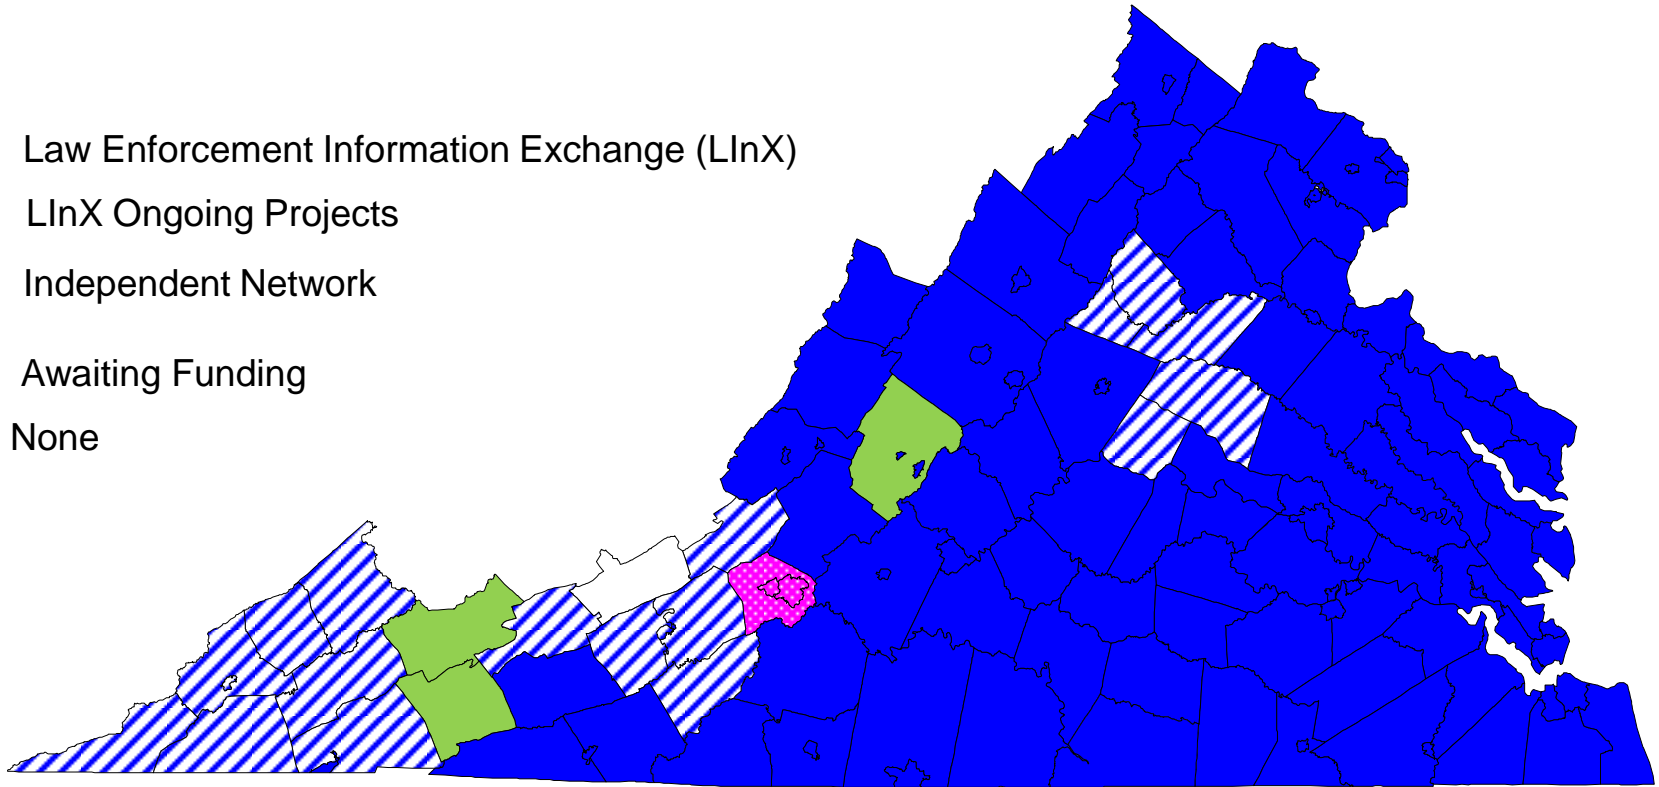 Law Enforcement Information Exchange (LInX)
LInX Ongoing Projects
Independent Network
Awaiting Funding
None